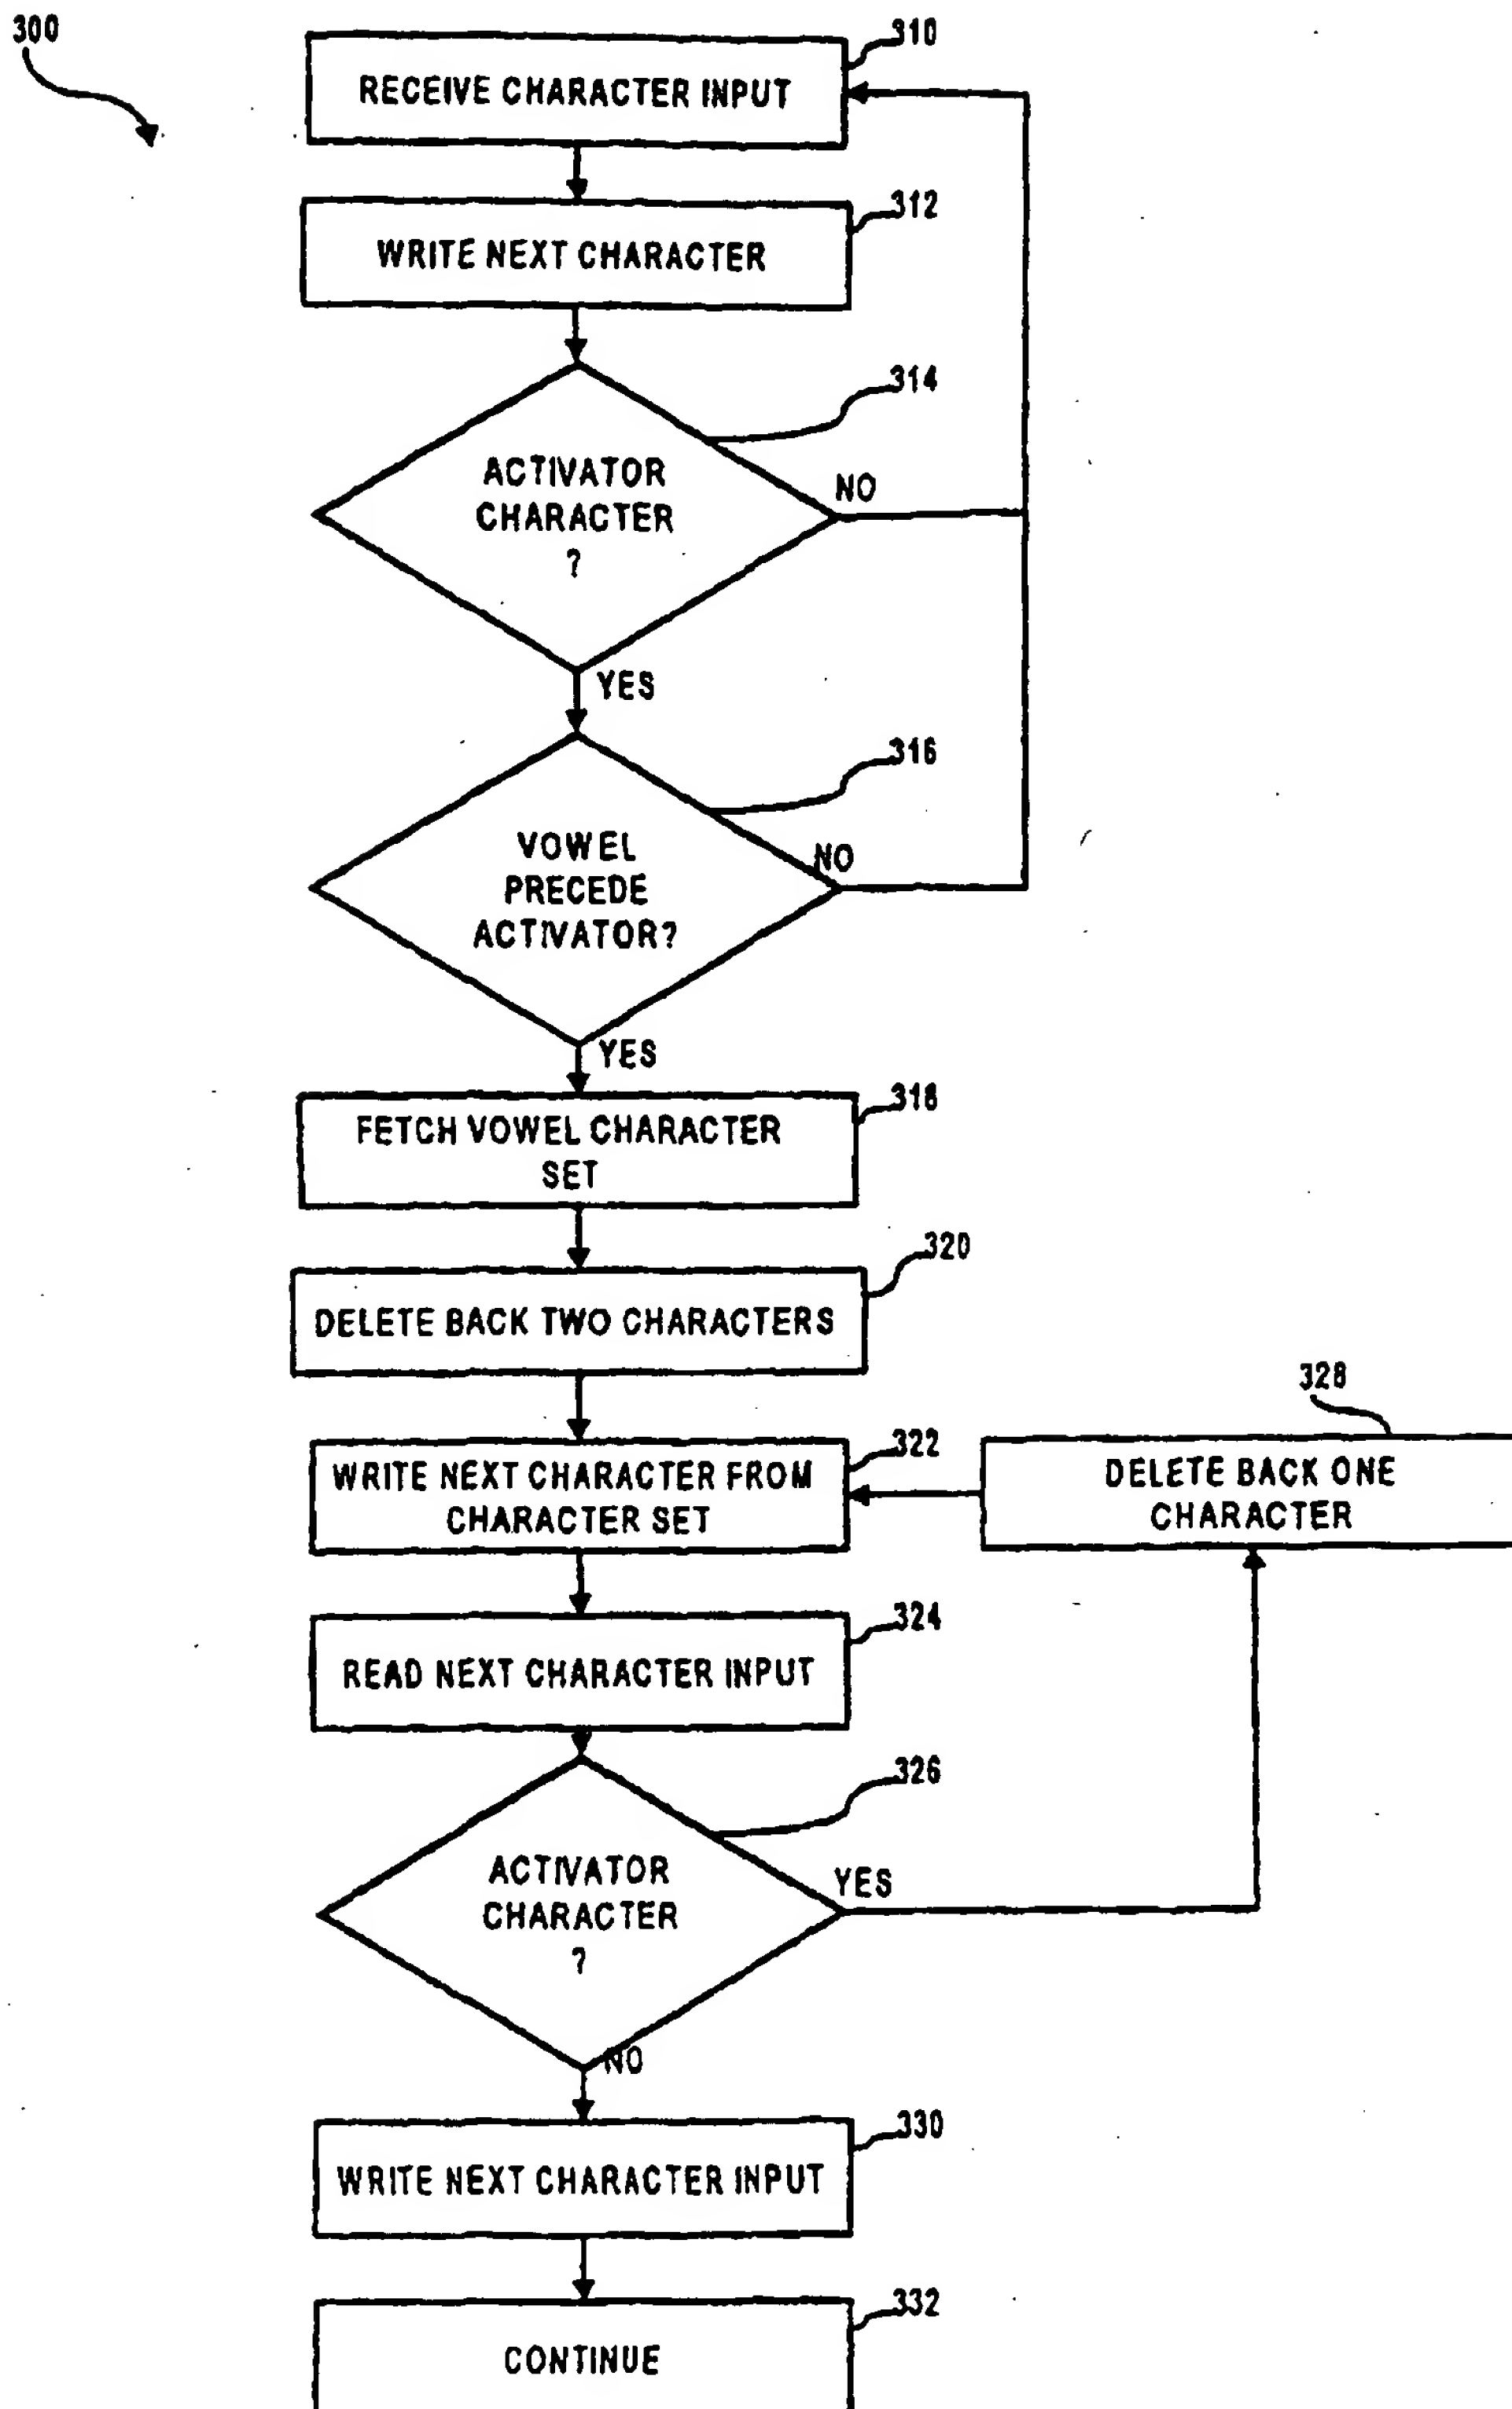 300
310
RECEIVE CHARACTER INPUT
312
WRITE NEXT CHARACTER
314
ACTIVATOR
CHARACTER
?
NO
YES
316
VOWEL
PRECEDE
ACTIVATOR?
NO
YES
318
FETCH VOWEL CHARACTER
SET
320
DELETE BACK TWO CHARACTERS
322
WRITE NEXT CHARACTER FROM
CHARACTER SET
328
DELETE BACK ONE
CHARACTER
324
READ NEXT CHARACTER INPUT
326
ACTIVATOR
CHARACTER
?
YES
NO
330
WRITE NEXT CHARACTER INPUT
332
CONTINUE